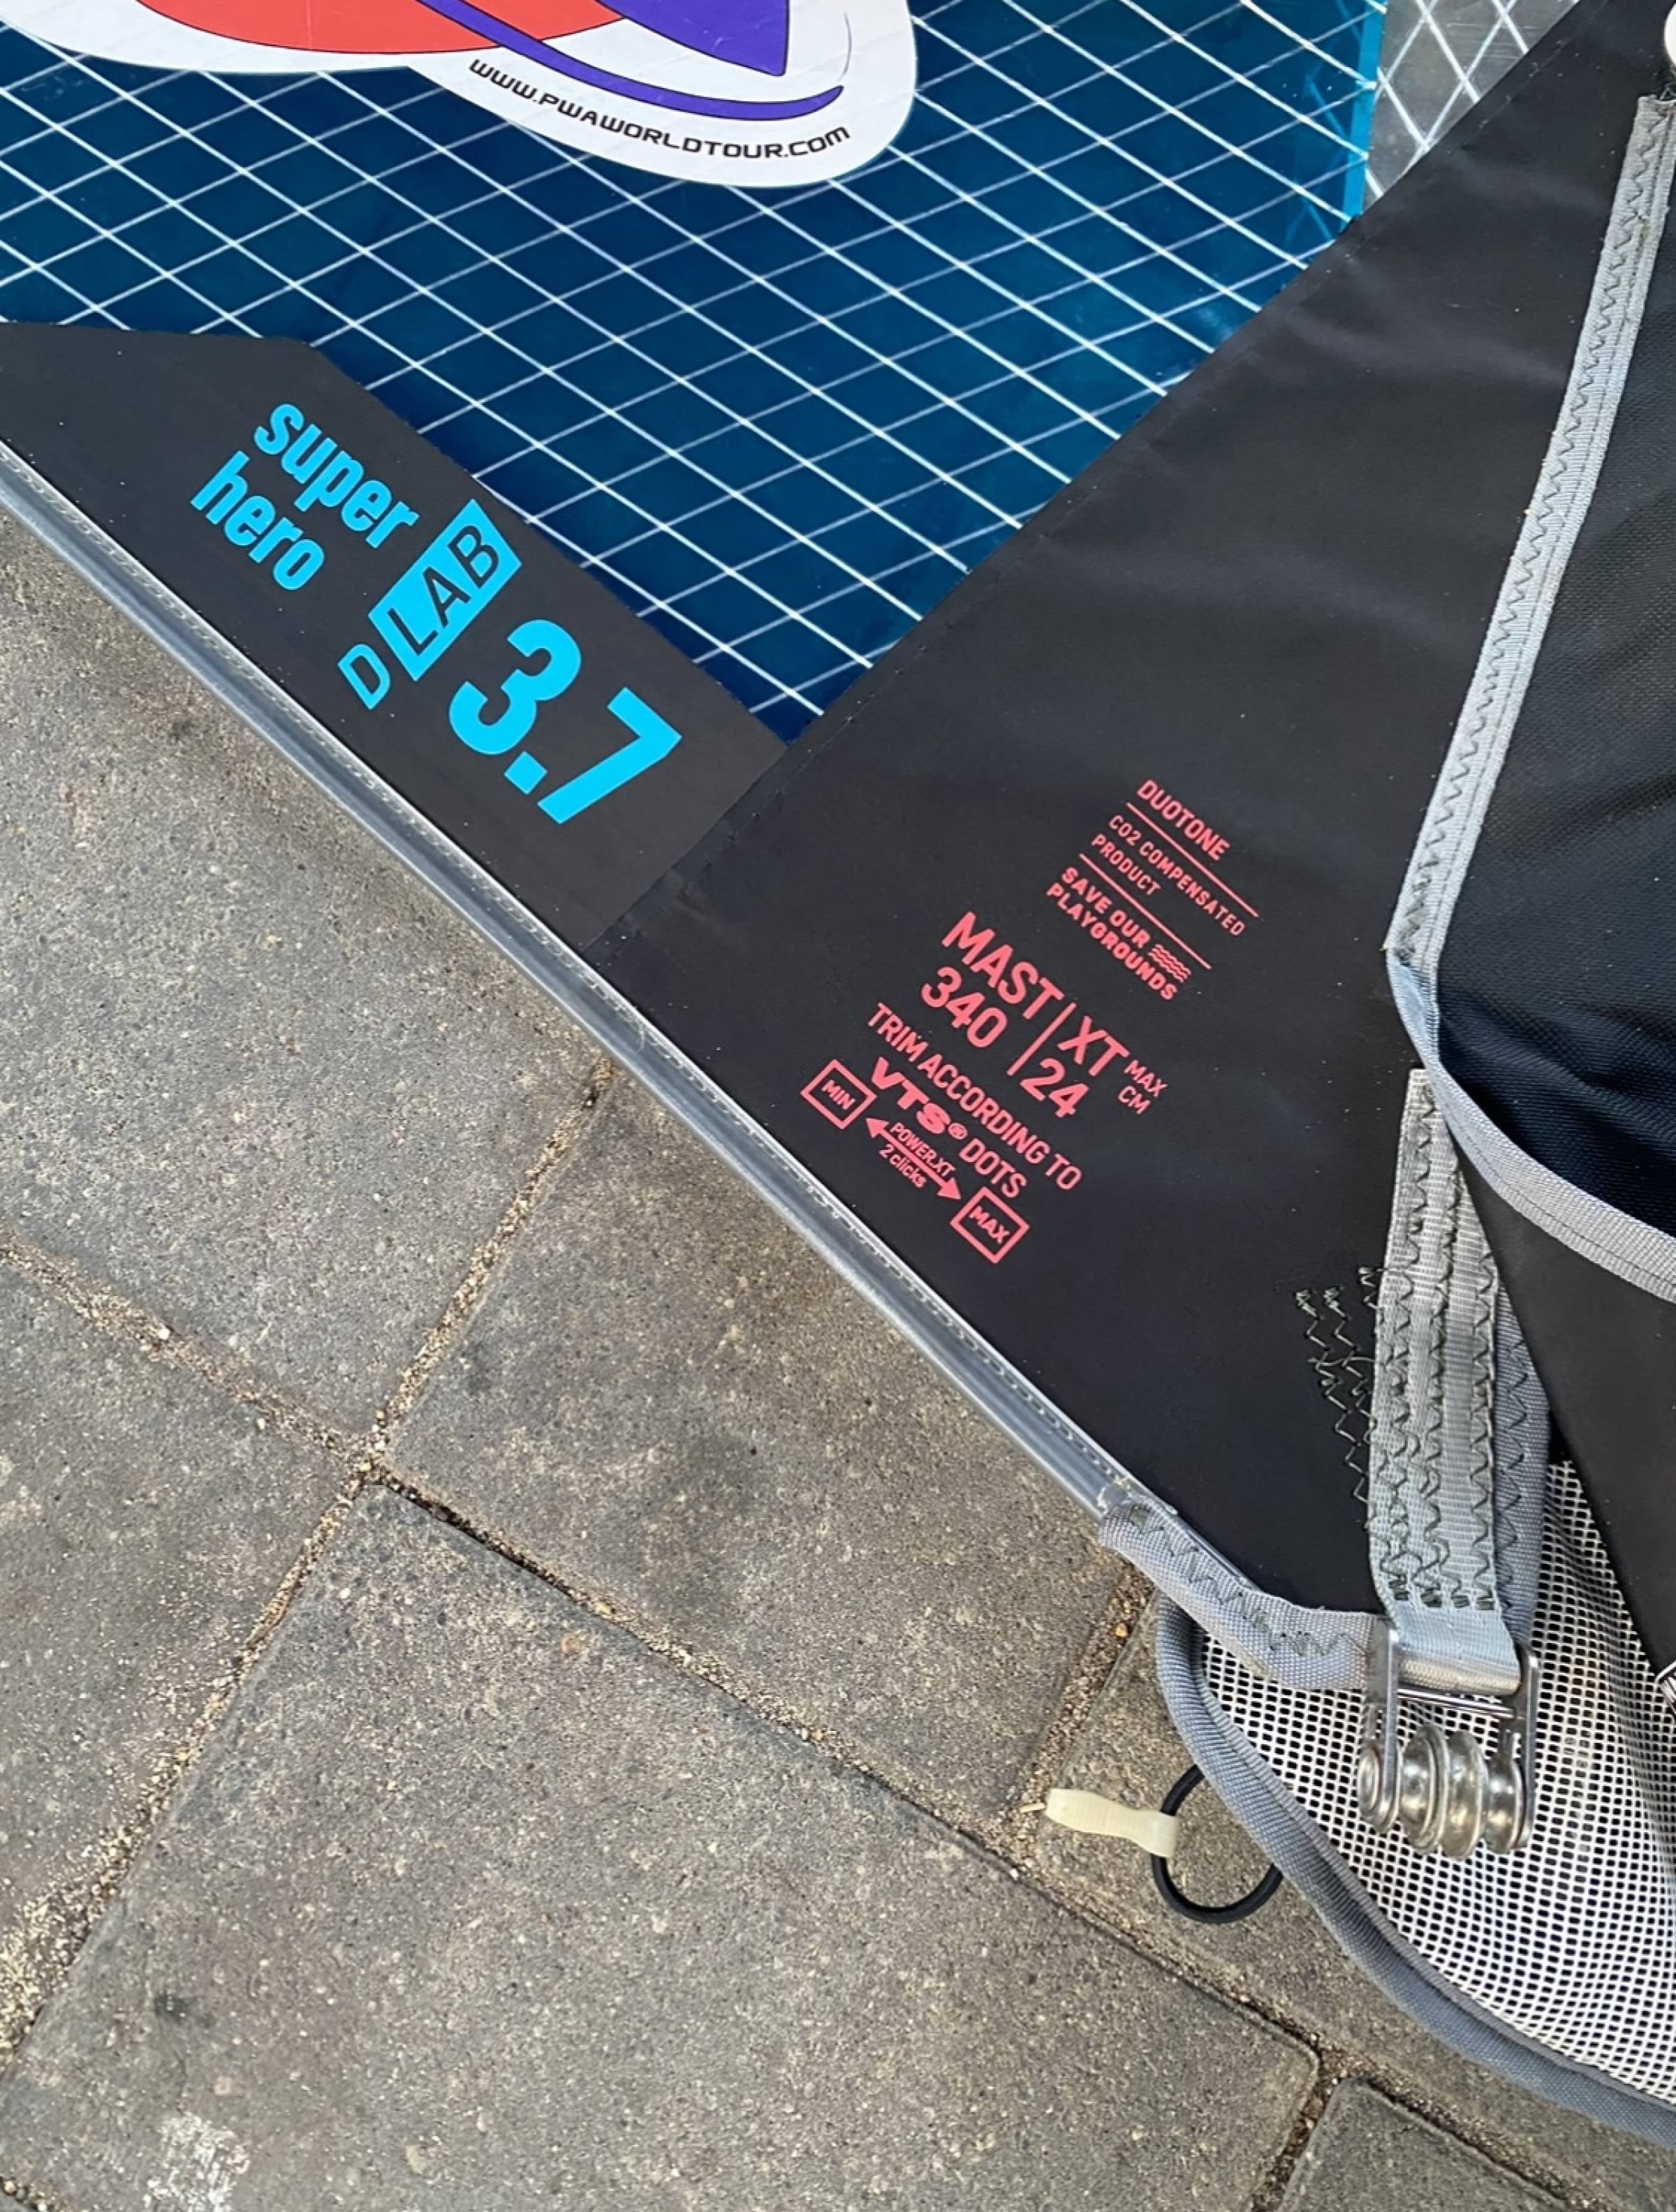 WWW.PWAWORLDTOUR.COM
super
hero
D LAB
3.7
DUOTONE
CO2 COMPENSATED
PRODUCT
SAVE OUR
PLAYGROUNDS
MAST | XT MAX
340 | 24 CM
TRIM ACCORDING TO
VTS® DOTS
MIN POWER.XT MAX
2 clicks